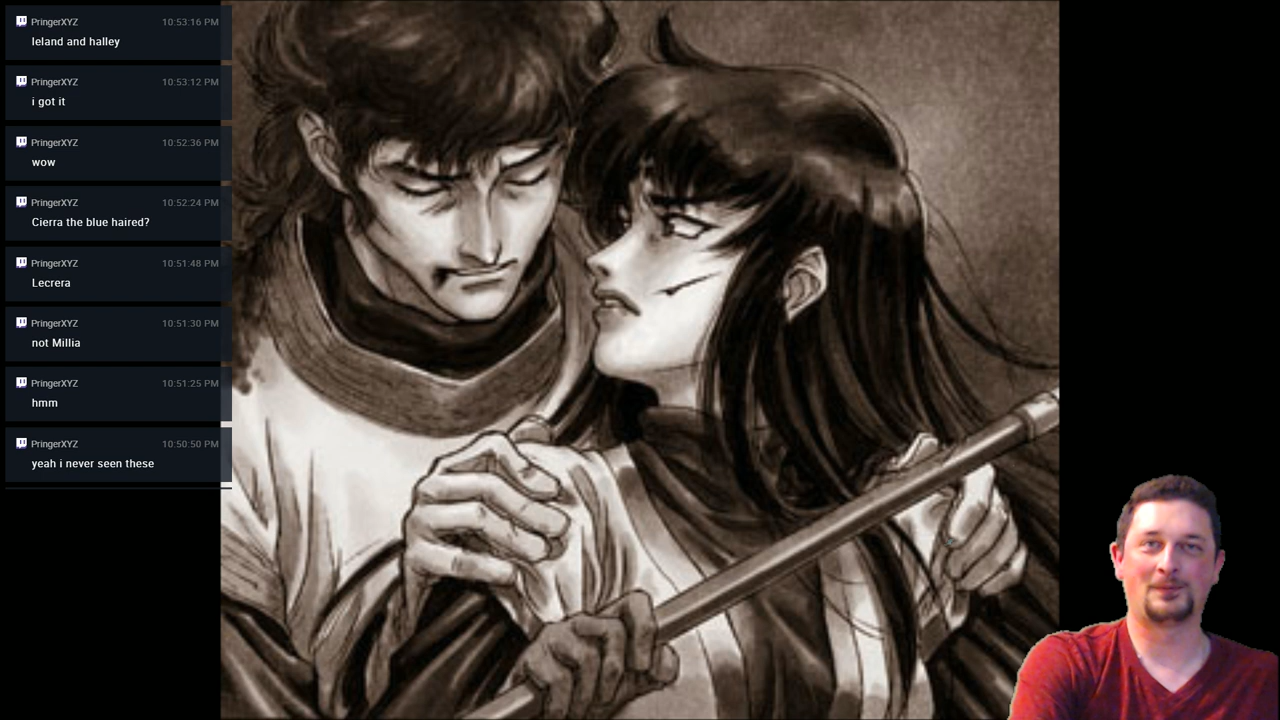 PringerXYZ 10:53:16 PM
leland and halley
PringerXYZ 10:53:12 PM
i got it
PringerXYZ 10:52:36 PM
wow
PringerXYZ 10:52:24 PM
Cierra the blue haired?
PringerXYZ 10:51:48 PM
Lecrera
PringerXYZ 10:51:30 PM
not Millia
PringerXYZ 10:51:25 PM
hmm
PringerXYZ 10:50:50 PM
yeah i never seen these